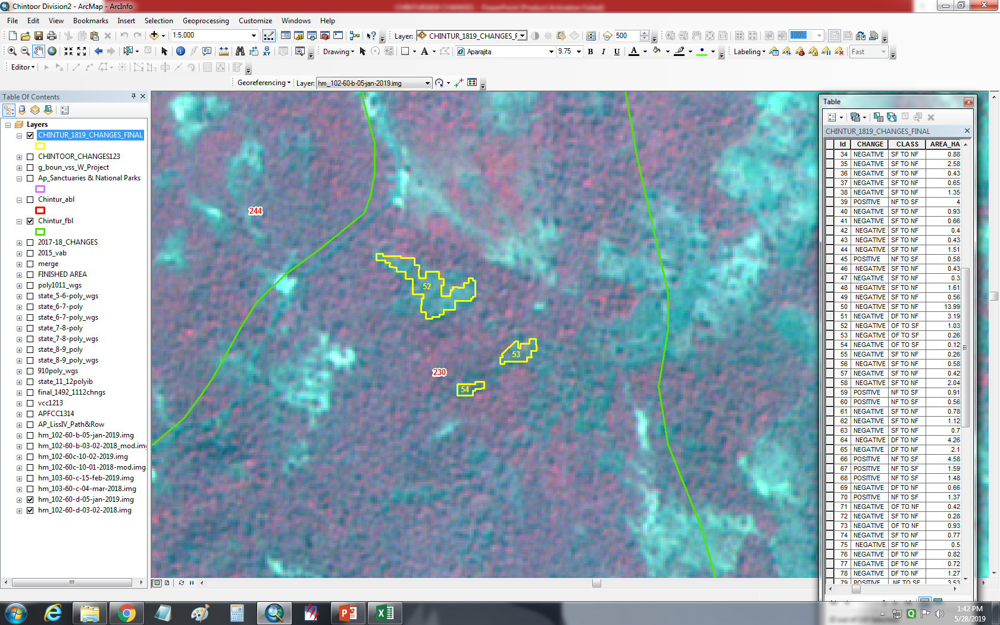 Chintoor Division2 - ArcMap - ArcInfo
File Edit View Bookmarks Insert Selection Geoprocessing Customize Windows Help
1:5,000
Layer: CHINTUR_1819_CHANGES_F
500
100%
Drawing
A
Aparajita
9.75
B I U A
Labeling
Fast
Editor
Georeferencing
Layer: hm_102-60-b-05-jan-2019.img
Table Of Contents
Layers
CHINTUR_1819_CHANGES_FINAL
CHINTOOR_CHANGES123
g_boun_vss_W_Project
Ap_Sanctuaries & National Parks
Chintur_abl
Chintur_fbl
2017-18_CHANGES
2015_vab
merge
FINISHED AREA
poly1011_wgs
state_5-6-poly_wgs
state_6-7-poly
state_6-7-poly_wgs
state_7-8-poly
state_7-8-poly_wgs
state_8-9_poly
state_8-9_poly_wgs
910poly_wgs
state_11_12polyib
final_1492_1112chngs
vcc1213
APFCC1314
AP_LissIV_Path&Row
hm_102-60-b-05-jan-2019.img
hm_102-60-b-03-02-2018_mod.img
hm_102-60c-10-02-2019.img
hm_102-60c-10-01-2018-mod.img
hm_103-60-c-15-feb-2019.img
hm_103-60-c-04-mar-2018.img
hm_102-60-d-05-jan-2019.img
hm_102-60-d-03-02-2018.img
244
52
53
230
54
Table
CHINTUR_1819_CHANGES_FINAL
Id CHANGE CLASS AREA_HA
34 NEGATIVE SF TO NF 0.88
35 NEGATIVE SF TO NF 2.58
36 NEGATIVE SF TO NF 0.43
37 NEGATIVE SF TO NF 0.65
38 NEGATIVE SF TO NF 1.35
39 POSITIVE NF TO SF 4
40 NEGATIVE SF TO NF 0.93
41 NEGATIVE SF TO NF 0.66
42 NEGATIVE SF TO NF 0.4
43 NEGATIVE SF TO NF 0.43
44 NEGATIVE SF TO NF 1.51
45 POSITIVE NF TO SF 0.58
46 NEGATIVE SF TO NF 0.43
47 NEGATIVE SF TO NF 0.3
48 NEGATIVE SF TO NF 1.61
49 NEGATIVE SF TO NF 0.56
50 NEGATIVE SF TO NF 13.99
51 NEGATIVE DF TO NF 3.19
52 NEGATIVE OF TO SF 1.03
53 NEGATIVE OF TO SF 0.26
54 NEGATIVE OF TO SF 0.12
55 NEGATIVE SF TO NF 0.26
56 NEGATIVE SF TO NF 0.58
57 NEGATIVE SF TO NF 0.42
58 NEGATIVE SF TO NF 2.04
59 POSITIVE NF TO SF 0.91
60 POSITIVE NF TO SF 0.56
61 NEGATIVE SF TO NF 0.78
62 NEGATIVE SF TO NF 1.12
63 NEGATIVE SF TO NF 0.7
64 NEGATIVE DF TO NF 4.26
65 NEGATIVE DF TO NF 2.1
66 POSITIVE NF TO SF 4.58
67 POSITIVE NF TO SF 1.59
68 POSITIVE NF TO SF 1.48
69 NEGATIVE DF TO NF 0.66
70 POSITIVE NF TO SF 1.37
71 NEGATIVE OF TO NF 0.42
72 NEGATIVE SF TO NF 0.28
73 NEGATIVE OF TO NF 0.93
74 NEGATIVE SF TO NF 0.77
75 NEGATIVE SF TO NF 0.5
76 NEGATIVE DF TO NF 0.82
77 NEGATIVE DF TO NF 0.72
78 NEGATIVE DF TO NF 1.27
79 POSITIVE NF TO SF 3.53
1:42 PM
5/28/2019